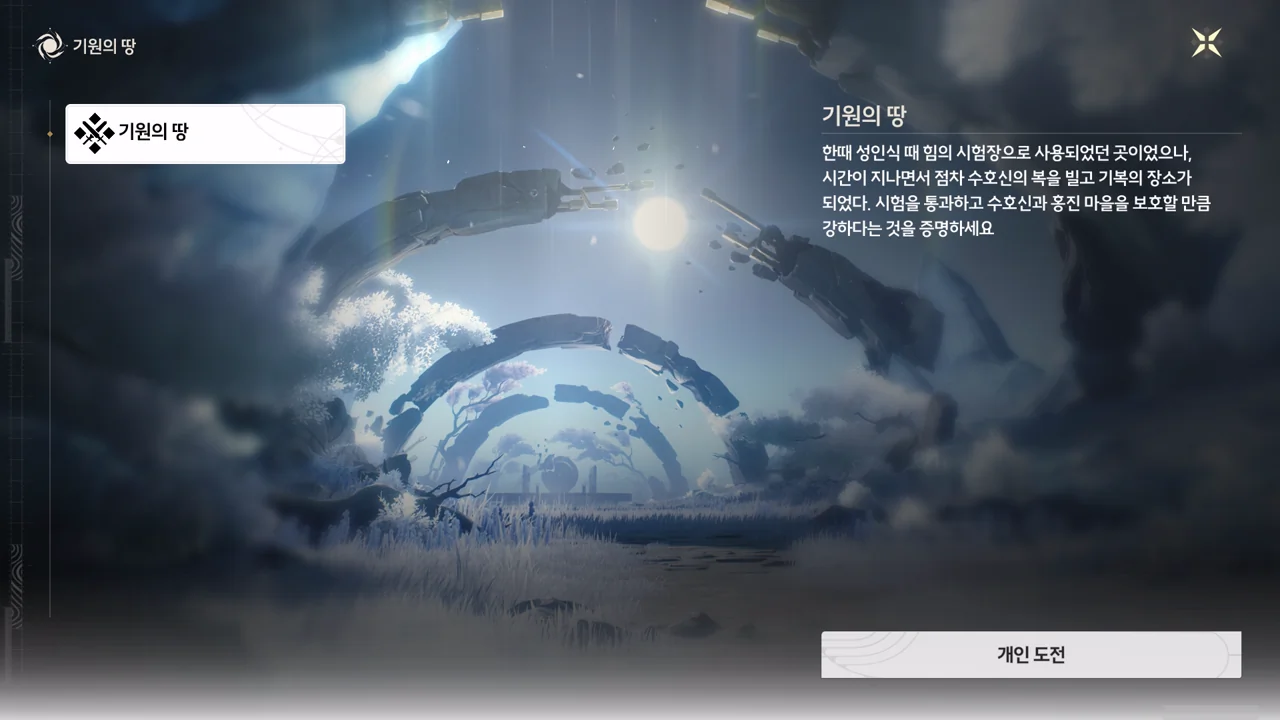 기원의 땅
기원의 땅
기원의 땅
한때 성인식 때 힘의 시험장으로 사용되었던 곳이었으나,
시간이 지나면서 점차 수호신의 복을 빌고 기복의 장소가
되었다. 시험을 통과하고 수호신과 홍진 마을을 보호할 만큼
강하다는 것을 증명하세요
개인 도전